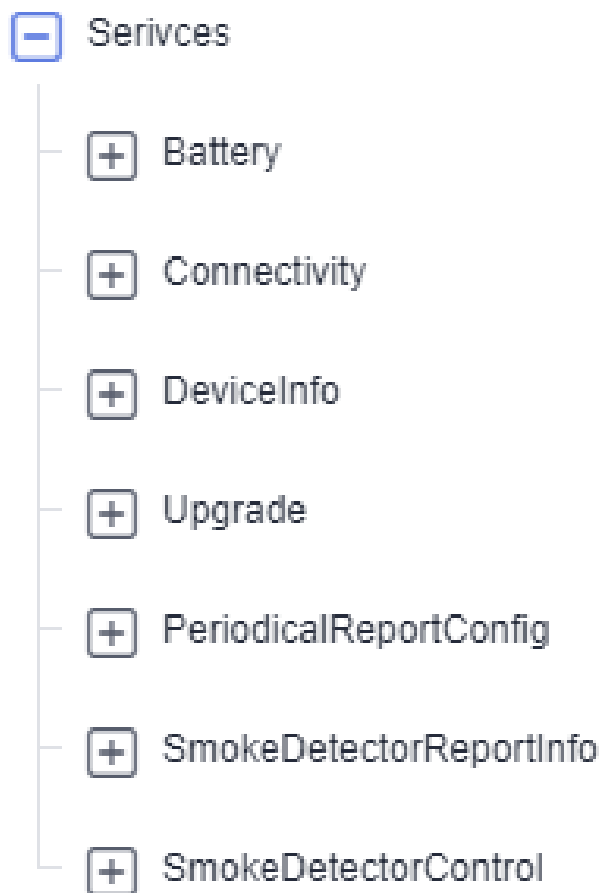 Serivces
Battery
Connectivity
DeviceInfo
Upgrade
PeriodicalReportConfig
SmokeDetectorReportInfo
SmokeDetectorControl